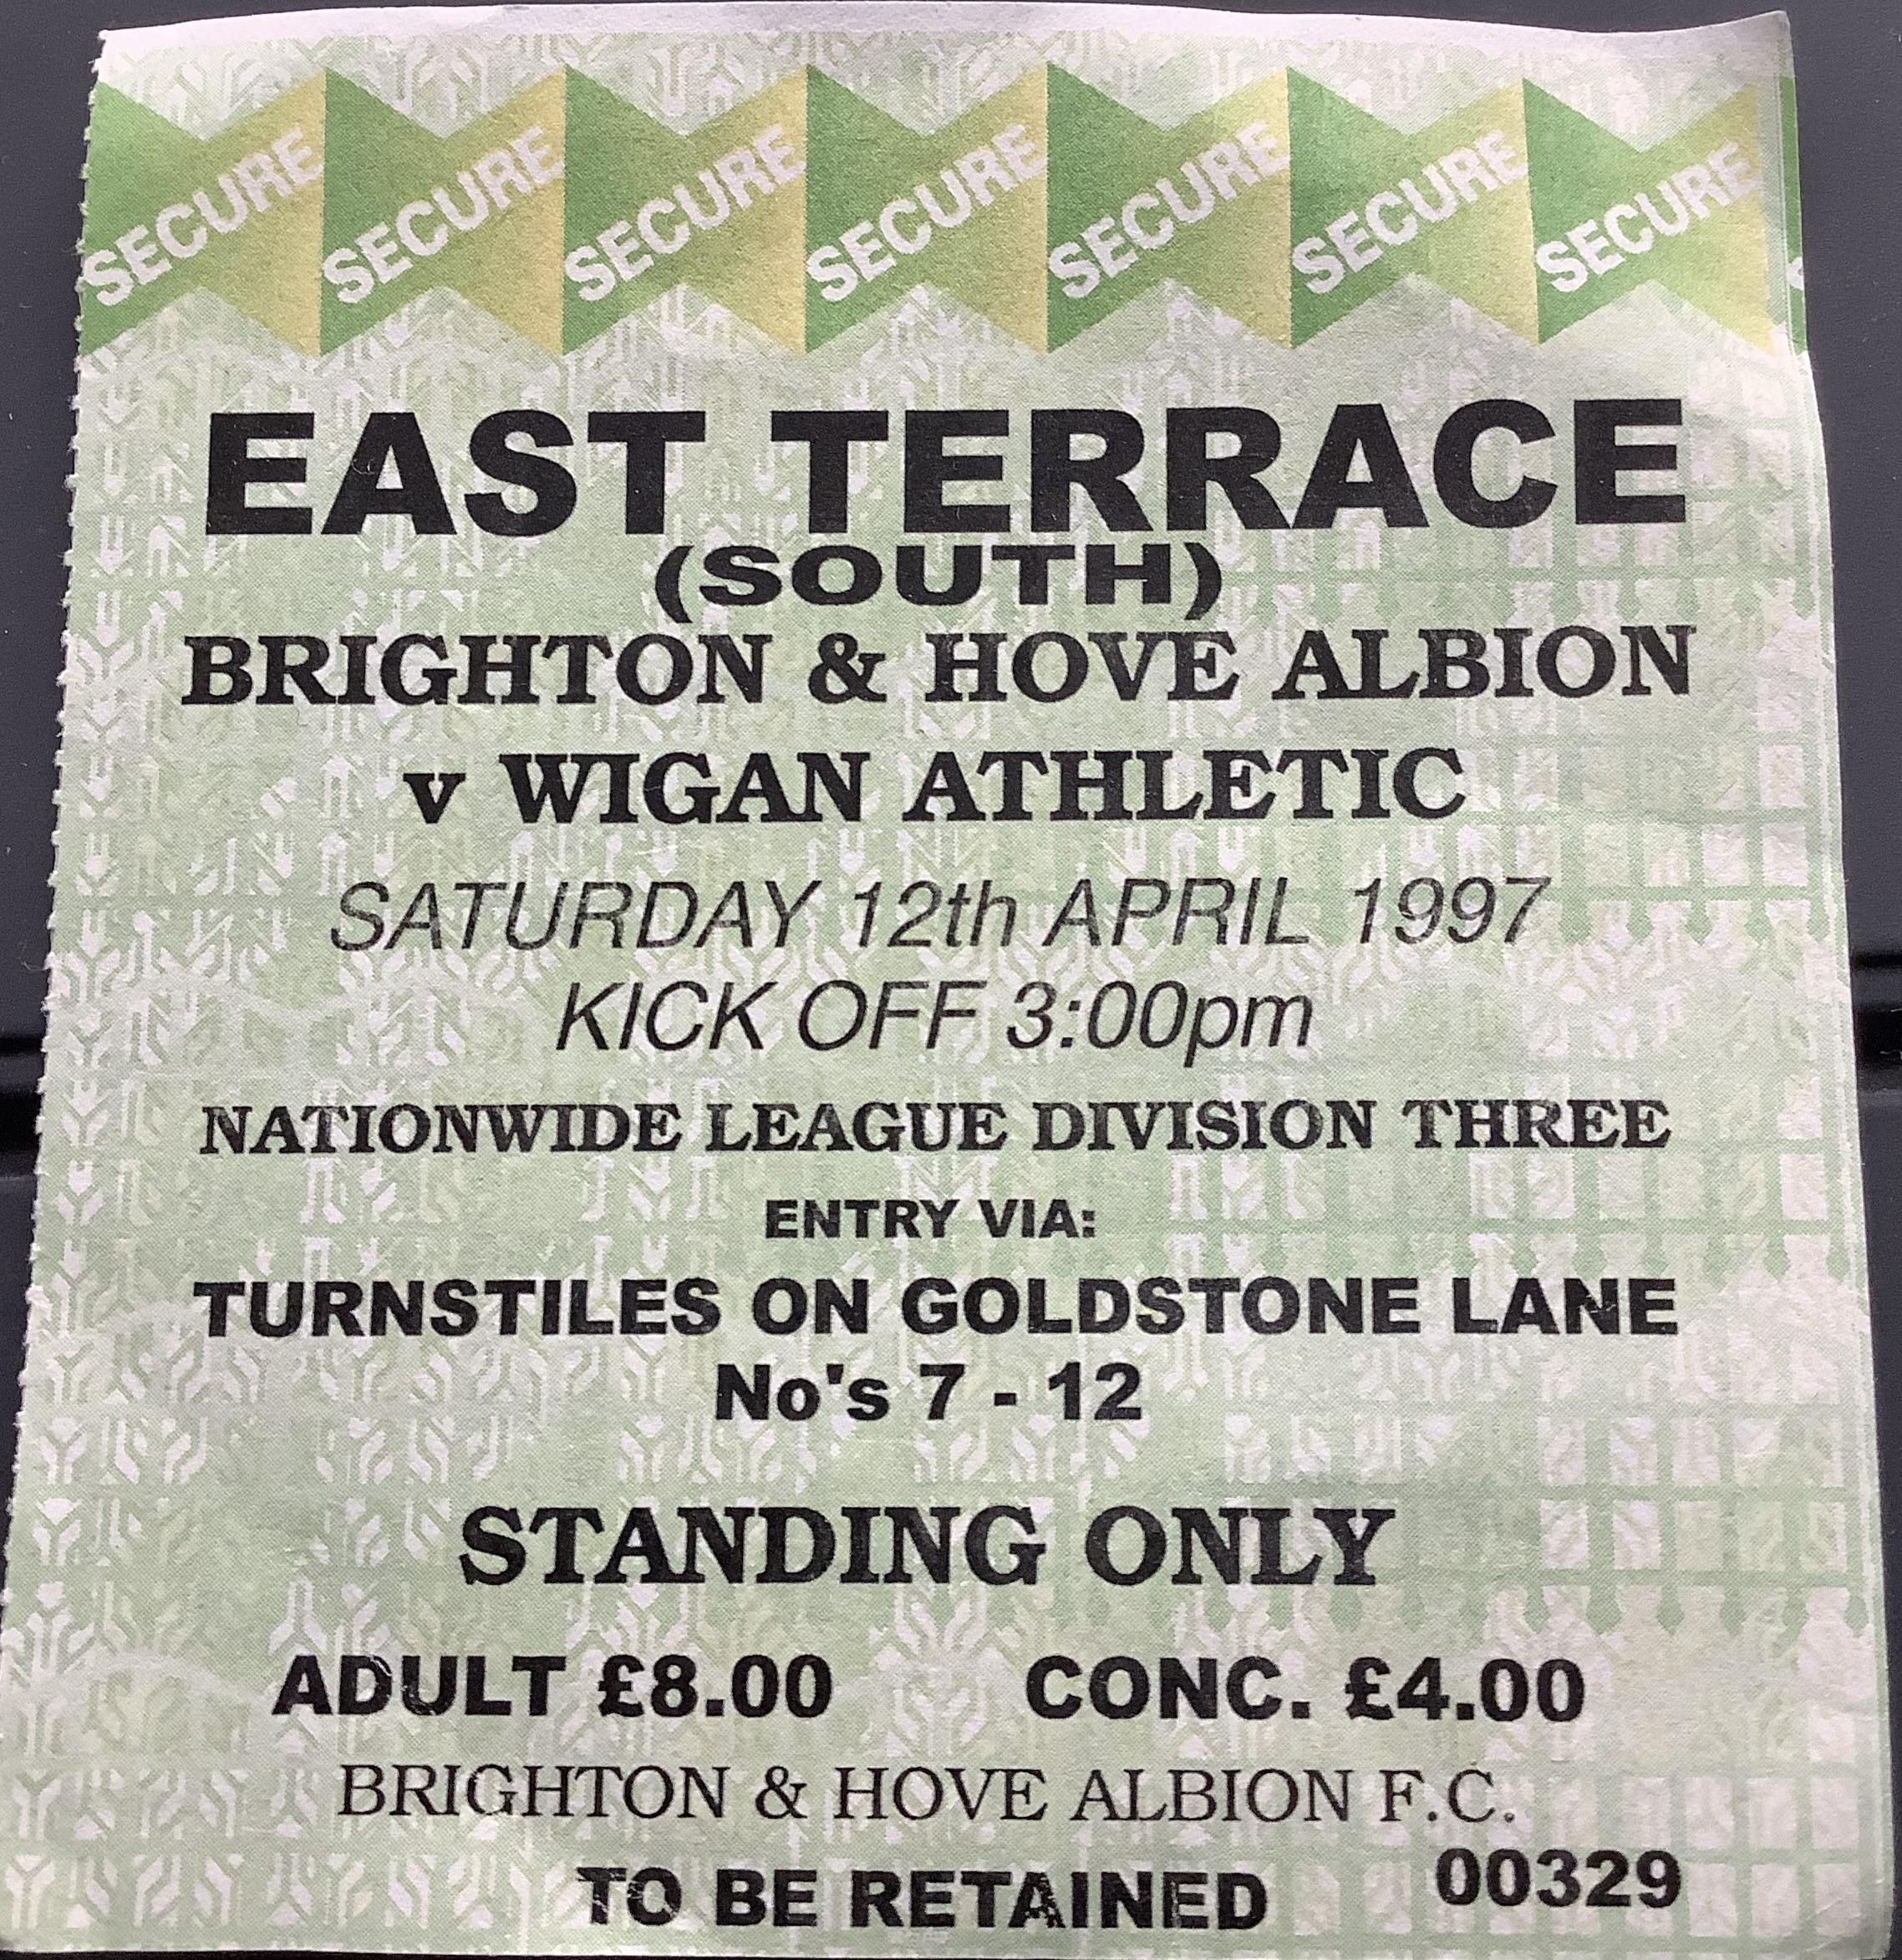 SECURE SECURE SECURE SECURE SECURE SECURE SECURE
EAST TERRACE
(SOUTH)
BRIGHTON & HOVE ALBION
v WIGAN ATHLETIC
SATURDAY 12th APRIL 1997
KICK OFF 3:00pm
NATIONWIDE LEAGUE DIVISION THREE
ENTRY VIA:
TURNSTILES ON GOLDSTONE LANE
No's 7 - 12
STANDING ONLY
ADULT £8.00 CONC. £4.00
BRIGHTON & HOVE ALBION F.C.
TO BE RETAINED 00329